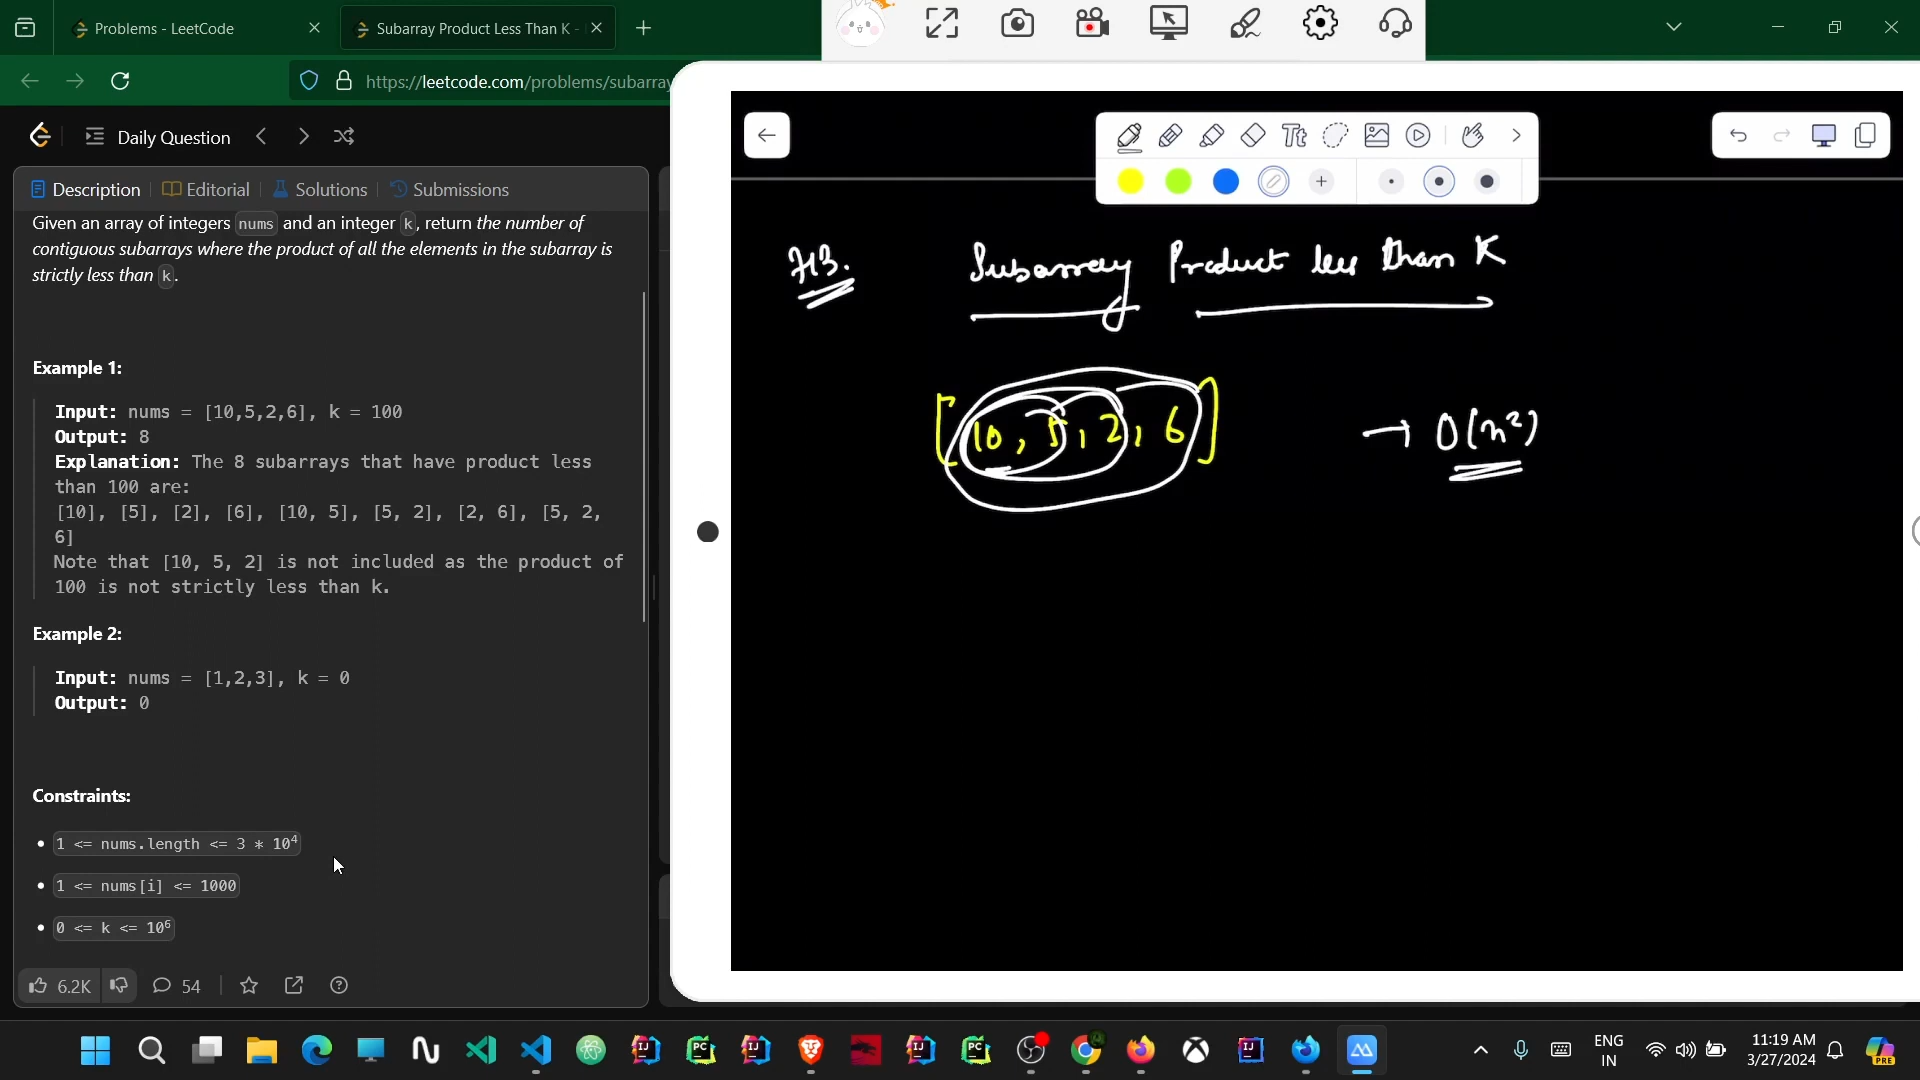 Problems - LeetCode
Subarray Product Less Than K -
https://leetcode.com/problems/subarray
Daily Question
Description
Editorial
Solutions
Submissions
Given an array of integers nums and an integer k, return the number of
contiguous subarrays where the product of all the elements in the subarray is
strictly less than k.
Example 1:
Input: nums = [10,5,2,6], k = 100
Output: 8
Explanation: The 8 subarrays that have product less
than 100 are:
[10], [5], [2], [6], [10, 5], [5, 2], [2, 6], [5, 2,
6]
Note that [10, 5, 2] is not included as the product of
100 is not strictly less than k.
Example 2:
Input: nums = [1,2,3], k = 0
Output: 0
Constraints:
1 <= nums.length <= 3 * 10⁴
1 <= nums[i] <= 1000
0 <= k <= 10⁶
6.2K
54
Tt
713.
Subarray Product less than K
[10, 5, 2, 6]
→ O(n²)
ENG
IN
11:19 AM
3/27/2024